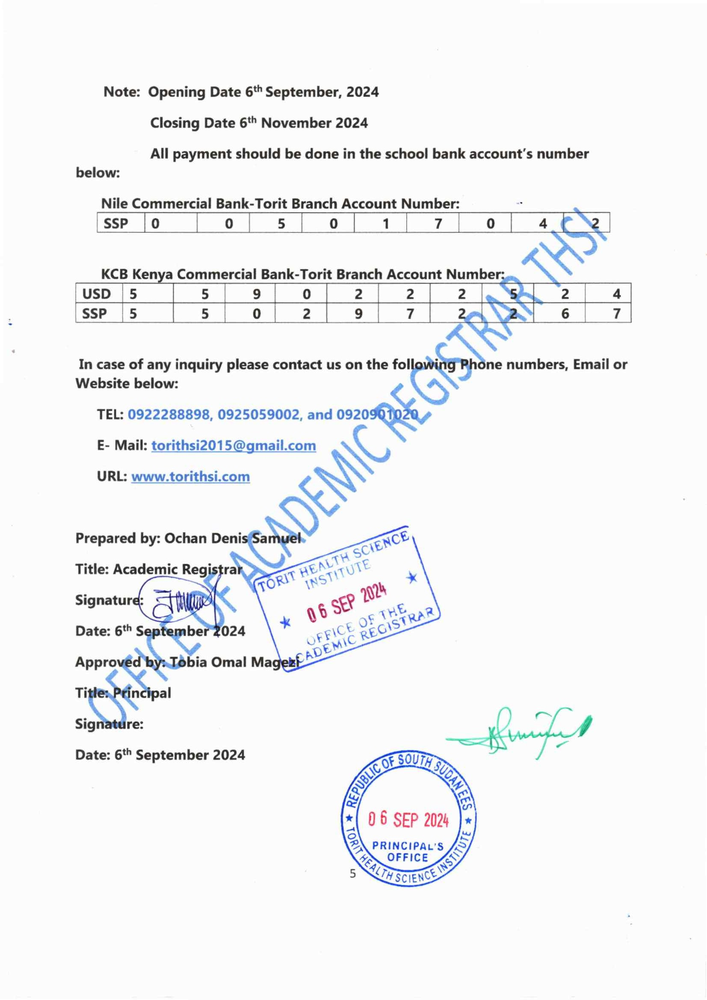 Note: Opening Date 6th September, 2024
Closing Date 6th November 2024
All payment should be done in the school bank account's number
below:
Nile Commercial Bank-Torit Branch Account Number:
SSP 0 0 5 0 1 7 0 4 2
KCB Kenya Commercial Bank-Torit Branch Account Number:
USD 5 5 9 0 2 2 2 5 2 4
SSP 5 5 0 2 9 7 2 2 6 7
In case of any inquiry please contact us on the following Phone numbers, Email or
Website below:
TEL: 0922288898, 0925059002, and 0920901020
E- Mail: torithsi2015@gmail.com
URL: www.torithsi.com
OFFICE OF ACADEMIC REGISTRAR THSI
Prepared by: Ochan Denis Samuel
Title: Academic Registrar
Signature:
Date: 6th September 2024
TORIT HEALTH SCIENCE
INSTITUTE
06 SEP 2024
OFFICE OF THE
ACADEMIC REGISTRAR
Approved by: Tobia Omal Magezi
Title: Principal
Signature:
Date: 6th September 2024
REPUBLIC OF SOUTH SUDAN EES
06 SEP 2024
PRINCIPAL'S
OFFICE
TORIT HEALTH SCIENCE INSTITUTE
5